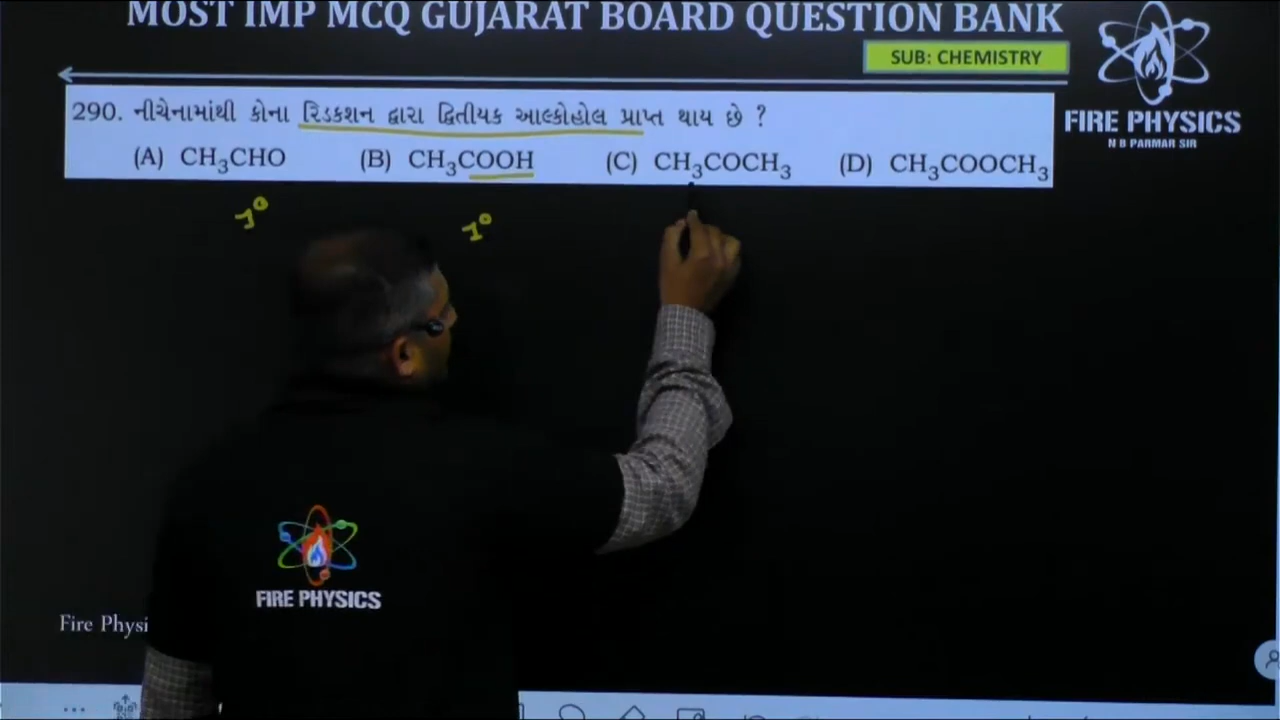 MOST IMP MCQ GUJARAT BOARD QUESTION BANK
SUB: CHEMISTRY
FIRE PHYSICS
N B PARMAR SIR
290. નીચેનામાંથી કોના રિડક્શન દ્વારા દ્વિતીયક આલ્કોહોલ પ્રાપ્ત થાય છે ?
(A) CH₃CHO (B) CH₃COOH (C) CH₃COCH₃ (D) CH₃COOCH₃
1° 1°
FIRE PHYSICS
Fire Physi